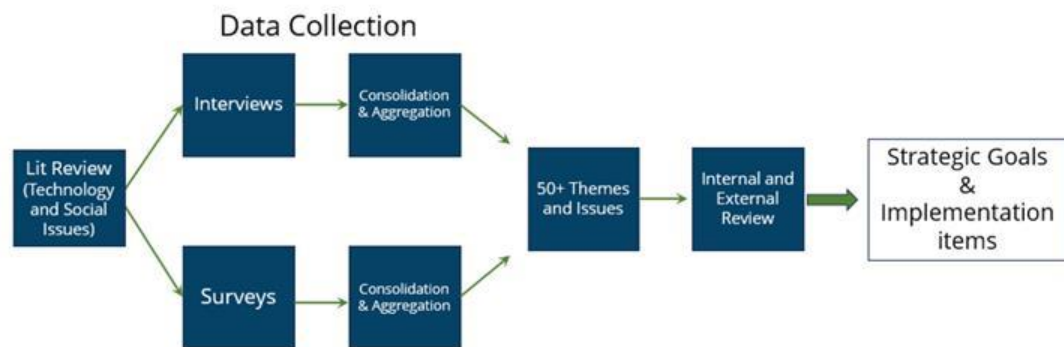 Data Collection
Lit Review
(Technology
and Social
Issues)
Interviews
Consolidation
& Aggregation
Surveys
Consolidation
& Aggregation
50+ Themes
and Issues
Internal and
External
Review
Strategic Goals
&
Implementation
items